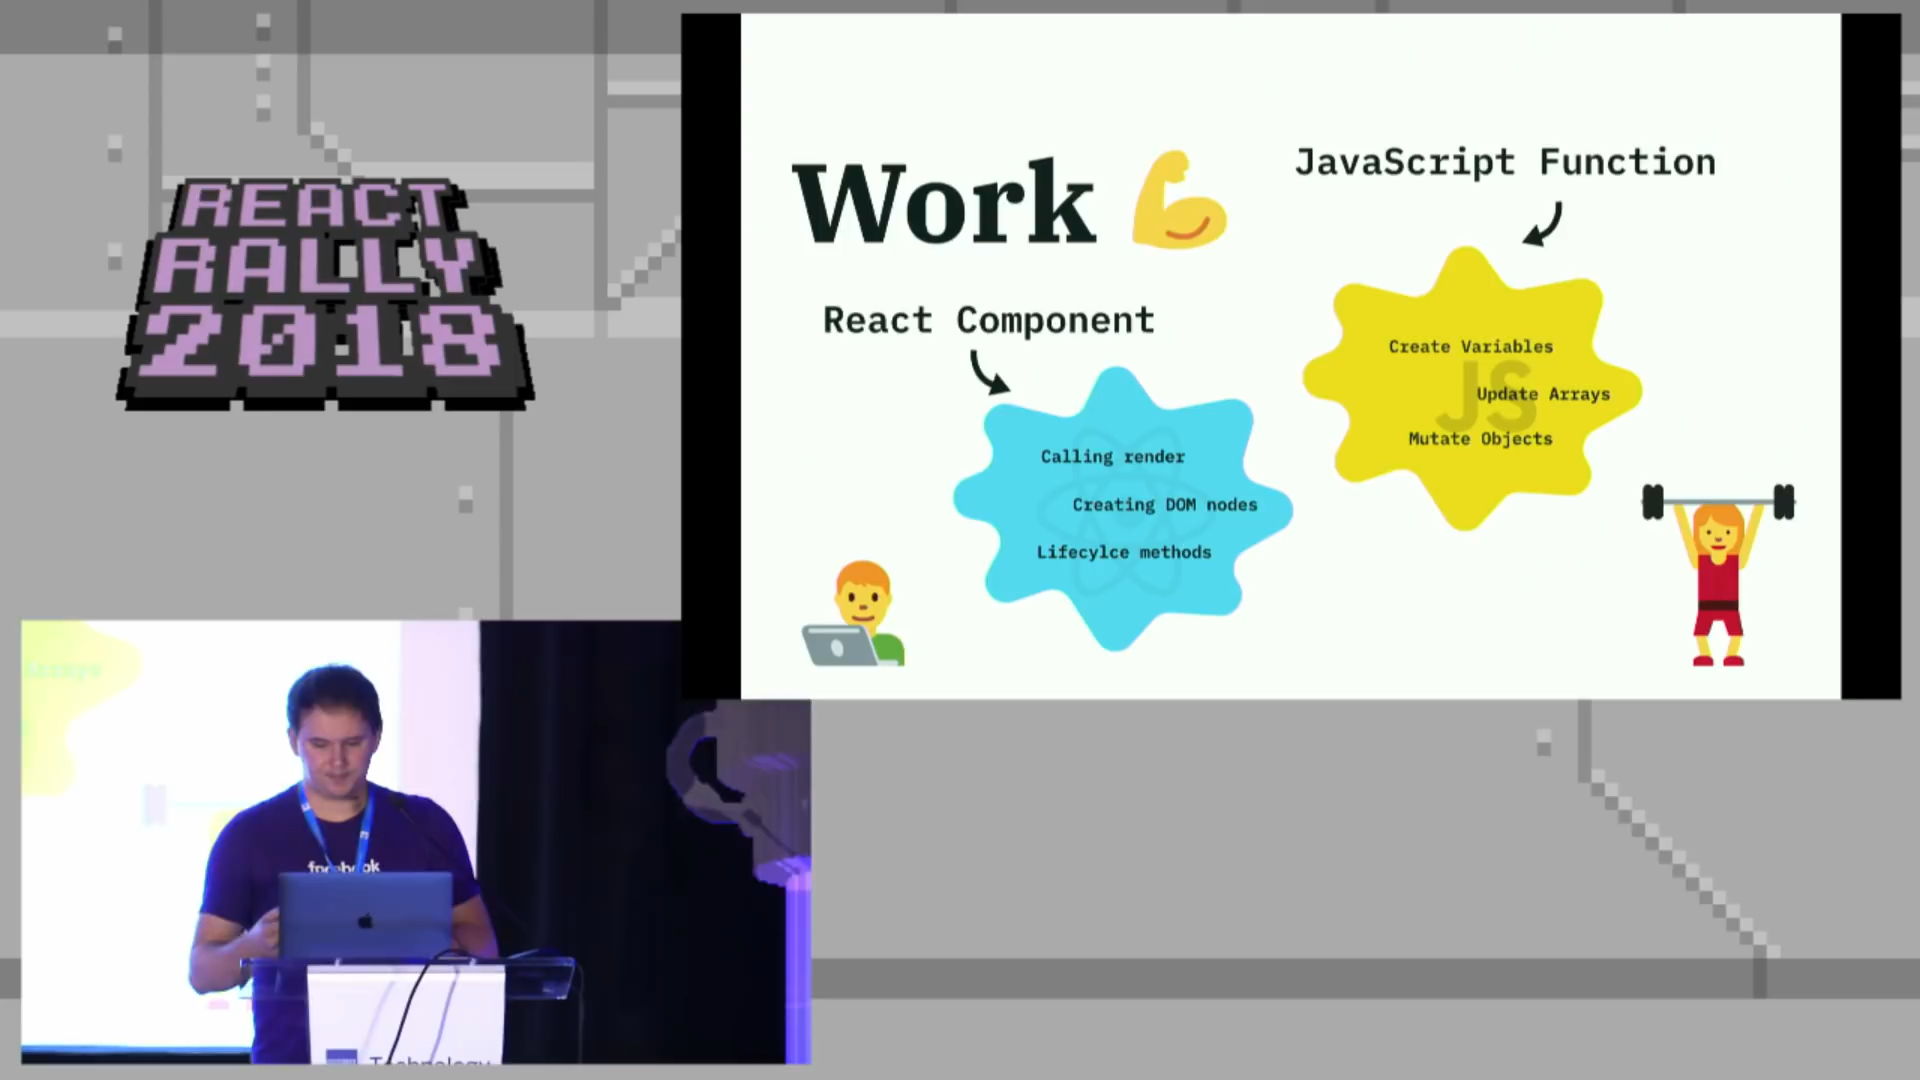 REACT
RALLY
2018
Work
JavaScript Function
React Component
Create Variables
JS
Update Arrays
Mutate Objects
Calling render
Creating DOM nodes
Lifecylce methods
facebook
Technology